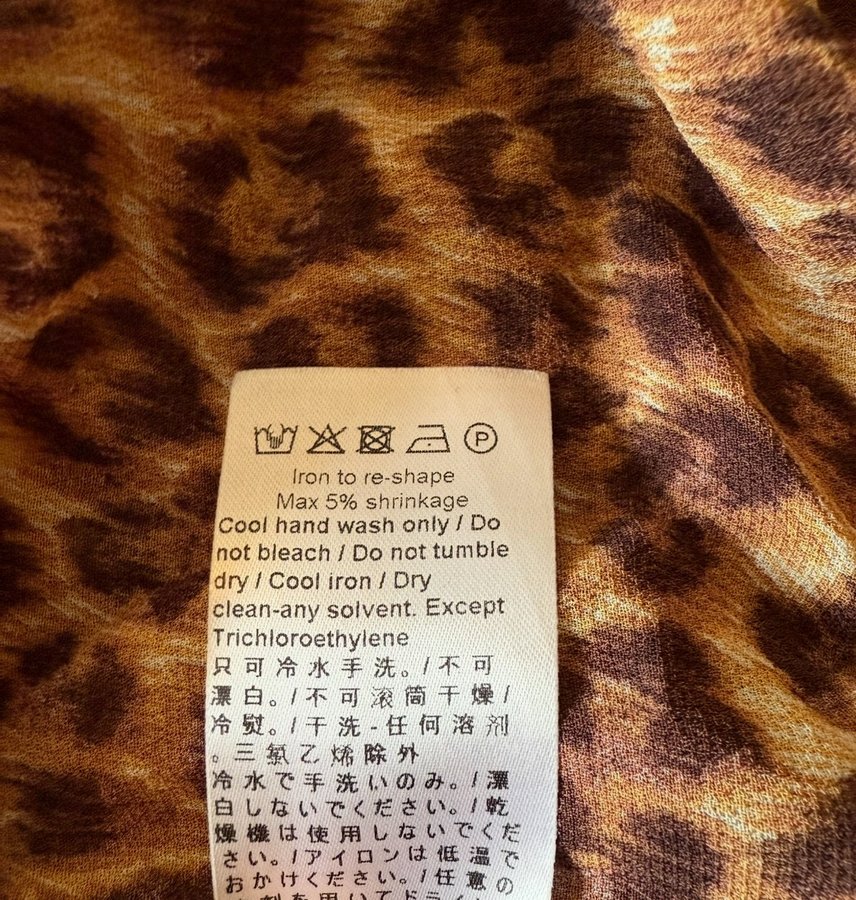 P
Iron to re-shape
Max 5% shrinkage
Cool hand wash only / Do
not bleach / Do not tumble
dry / Cool iron / Dry
clean-any solvent. Except
Trichloroethylene
只可冷水手洗。/不可
漂白。/不可滚筒干燥/
冷熨。/干洗-任何溶剂
。三氯乙烯除外
冷水で手洗いのみ。/漂
白しないでください。/乾
燥機は使用しないでくだ
さい。/アイロンは低温で
おかけください。/任意の